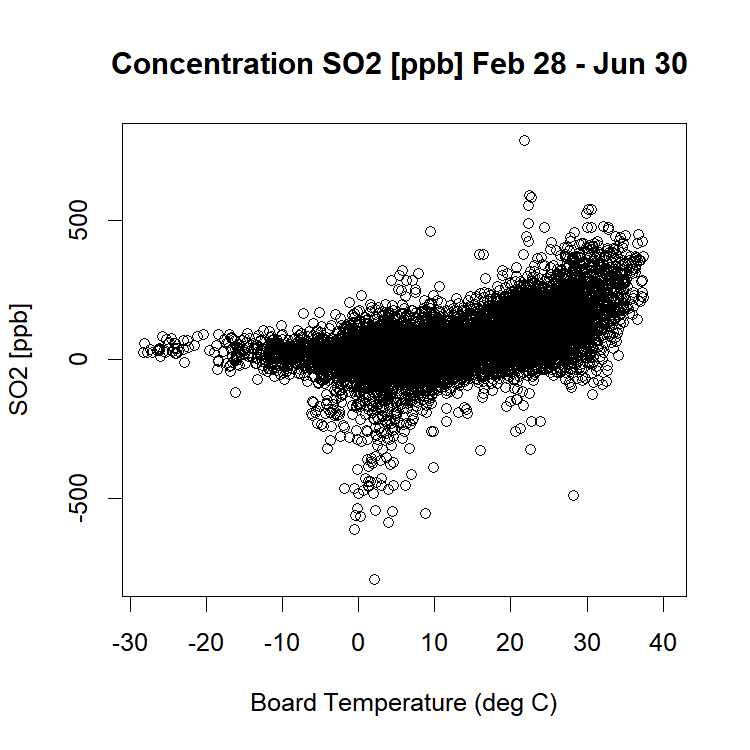 Concentration SO2 [ppb] Feb 28 - Jun 30
SO2 [ppb]
500
0
-500
-30 -20 -10 0 10 20 30 40
Board Temperature (deg C)